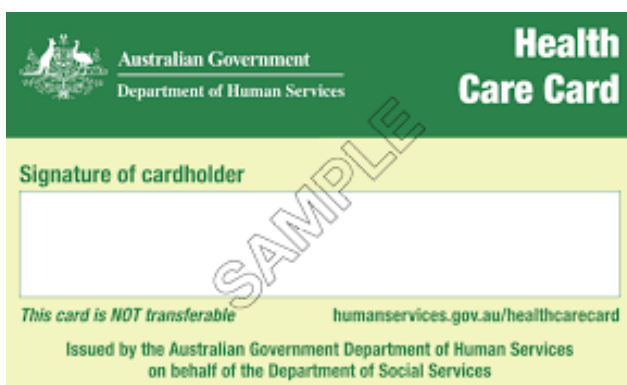 Australian Government
Department of Human Services
Health
Care Card
Signature of cardholder
SAMPLE
This card is NOT transferable
humanservices.gov.au/healthcarecard
Issued by the Australian Government Department of Human Services
on behalf of the Department of Social Services